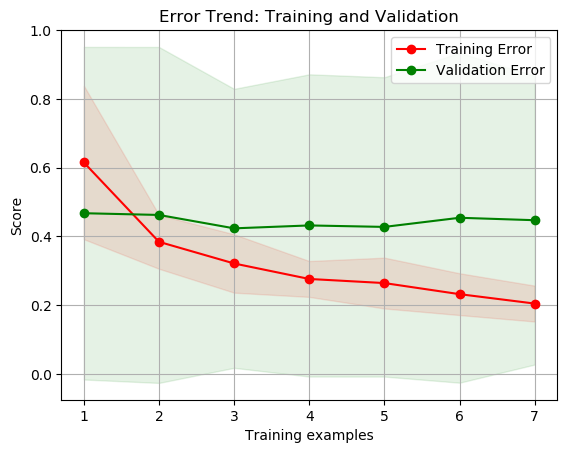 Error Trend: Training and Validation
1.0
0.8
0.6
0.4
0.2
0.0
Score
Training Error
Validation Error
1 2 3 4 5 6 7
Training examples